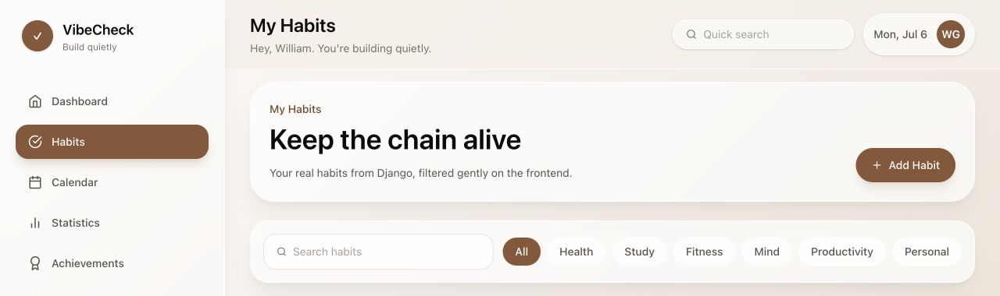 VibeCheck
Build quietly
Dashboard
Habits
Calendar
Statistics
Achievements
My Habits
Hey, William. You're building quietly.
Quick search
Mon, Jul 6
WG
My Habits
Keep the chain alive
Your real habits from Django, filtered gently on the frontend.
Add Habit
Search habits
All
Health
Study
Fitness
Mind
Productivity
Personal